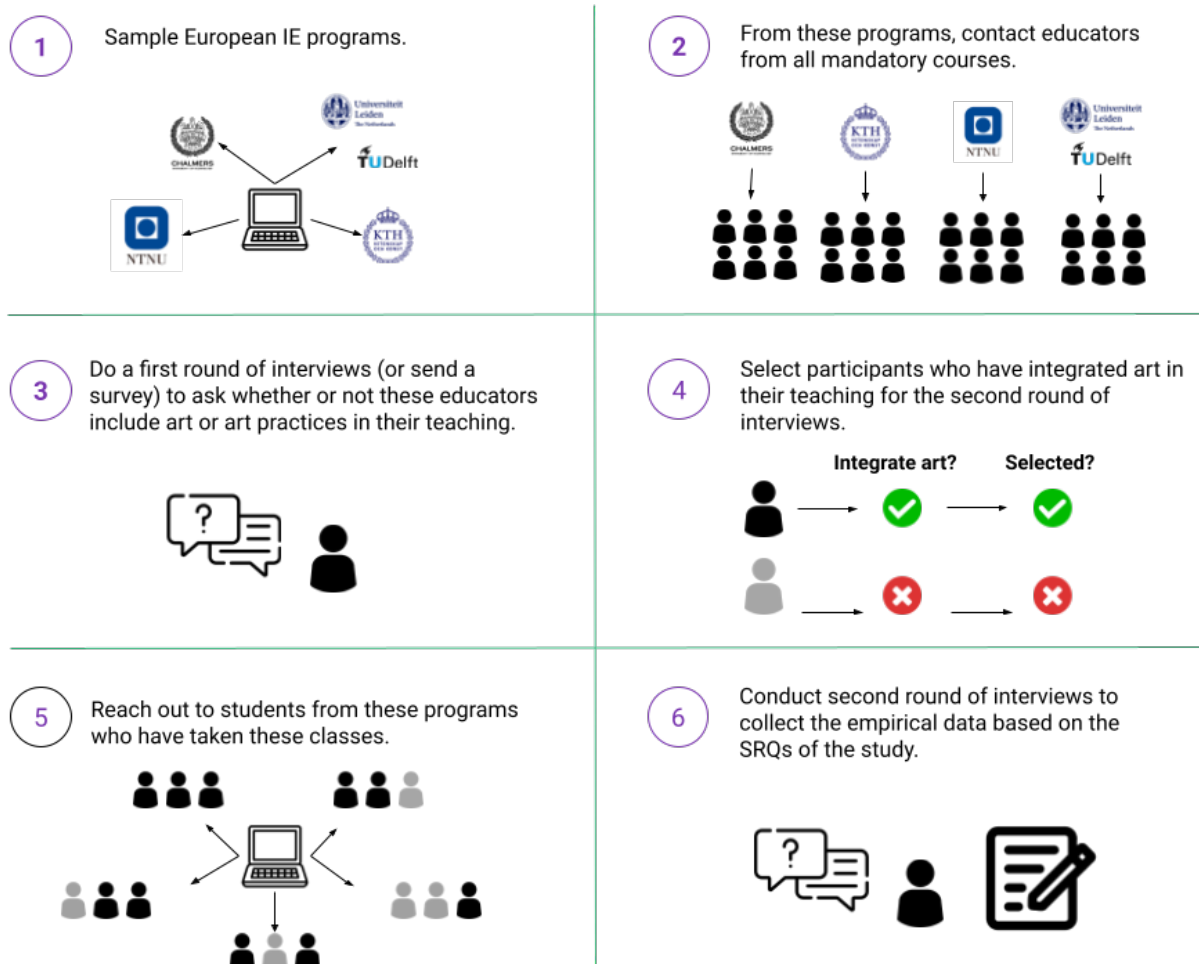 1
Sample European IE programs.
CHALMERS
Universiteit
Leiden
The Netherlands
TUDelft
NTNU
KTH
2
From these programs, contact educators
from all mandatory courses.
CHALMERS
KTH
NTNU
Universiteit
Leiden
The Netherlands
TUDelft
3
Do a first round of interviews (or send a
survey) to ask whether or not these educators
include art or art practices in their teaching.
?
4
Select participants who have integrated art in
their teaching for the second round of
interviews.
Integrate art? Selected?
5
Reach out to students from these programs
who have taken these classes.
6
Conduct second round of interviews to
collect the empirical data based on the
SRQs of the study.
?